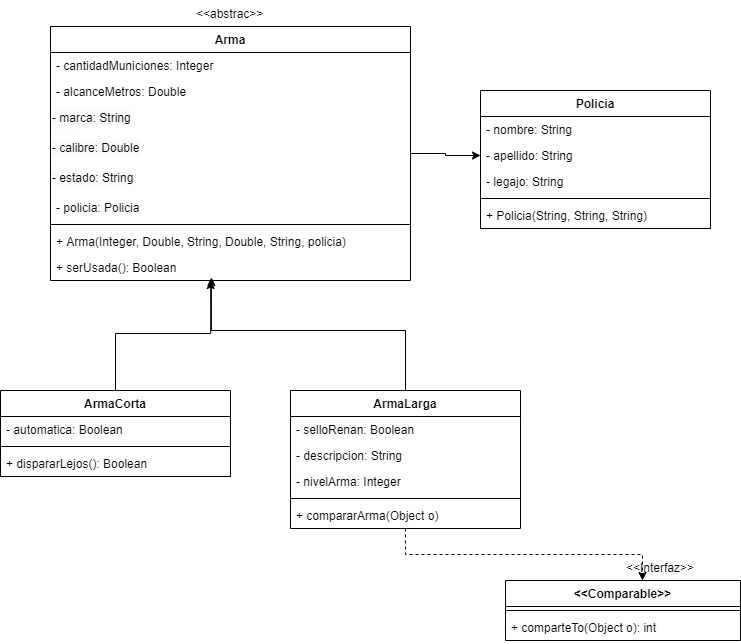 <<abstrac>>
Arma
- cantidadMuniciones: Integer
- alcanceMetros: Double
- marca: String
- calibre: Double
- estado: String
- policia: Policia
+ Arma(Integer, Double, String, Double, String, policia)
+ serUsada(): Boolean
Policia
- nombre: String
- apellido: String
- legajo: String
+ Policia(String, String, String)
ArmaCorta
- automatica: Boolean
+ dispararLejos(): Boolean
ArmaLarga
- selloRenan: Boolean
- descripcion: String
- nivelArma: Integer
+ compararArma(Object o)
<<interfaz>>
<<Comparable>>
+ comparteTo(Object o): int